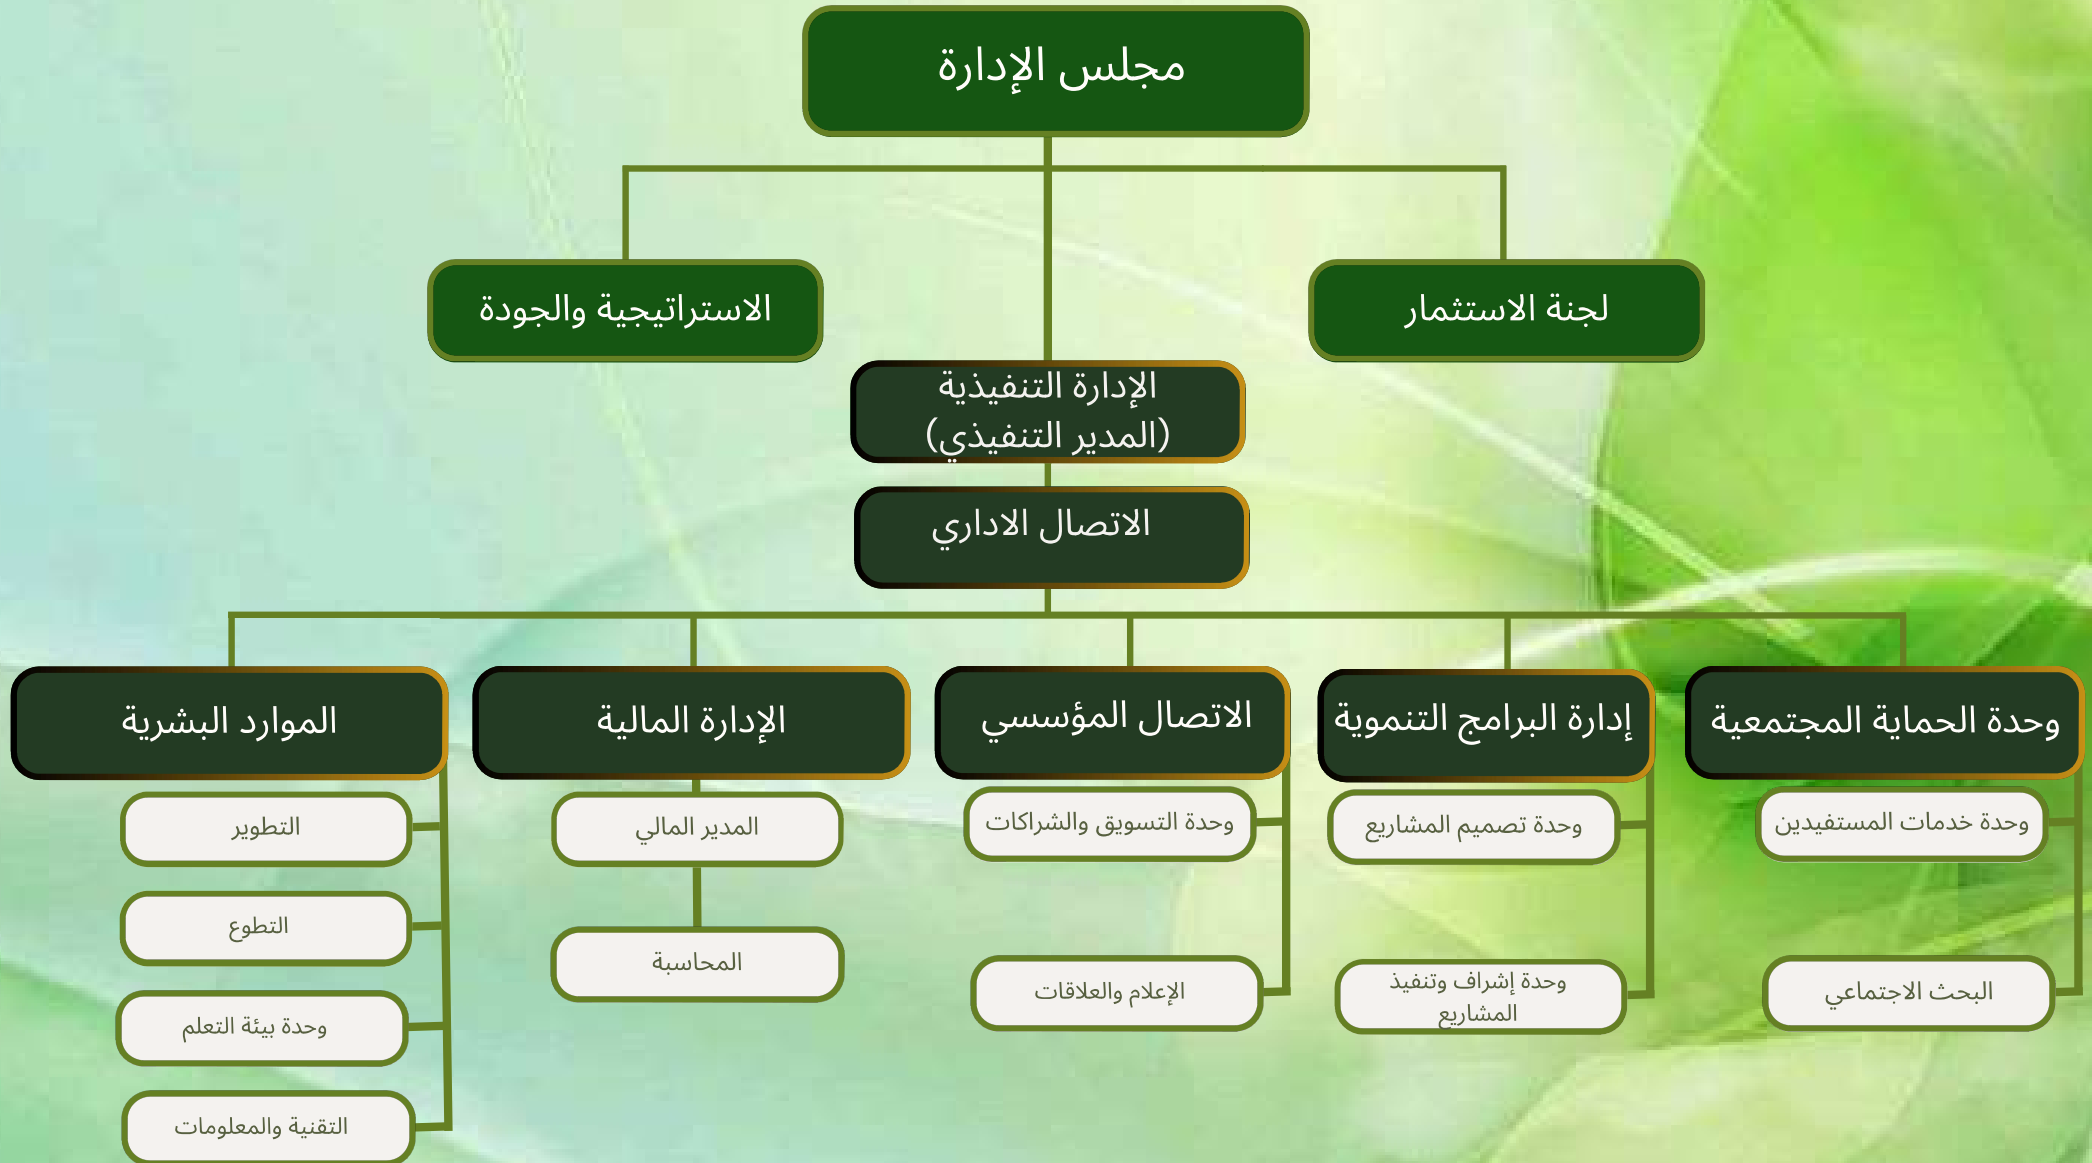 مجلس الإدارة
لجنة الاستثمار
الاستراتيجية والجودة
الإدارة التنفيذية
(المدير التنفيذي)
الاتصال الاداري
وحدة الحماية المجتمعية
إدارة البرامج التنموية
الاتصال المؤسسي
الإدارة المالية
الموارد البشرية
وحدة خدمات المستفيدين
البحث الاجتماعي
وحدة تصميم المشاريع
وحدة إشراف وتنفيذ
المشاريع
وحدة التسويق والشراكات
الإعلام والعلاقات
المدير المالي
المحاسبة
التطوير
التطوع
وحدة بيئة التعلم
التقنية والمعلومات